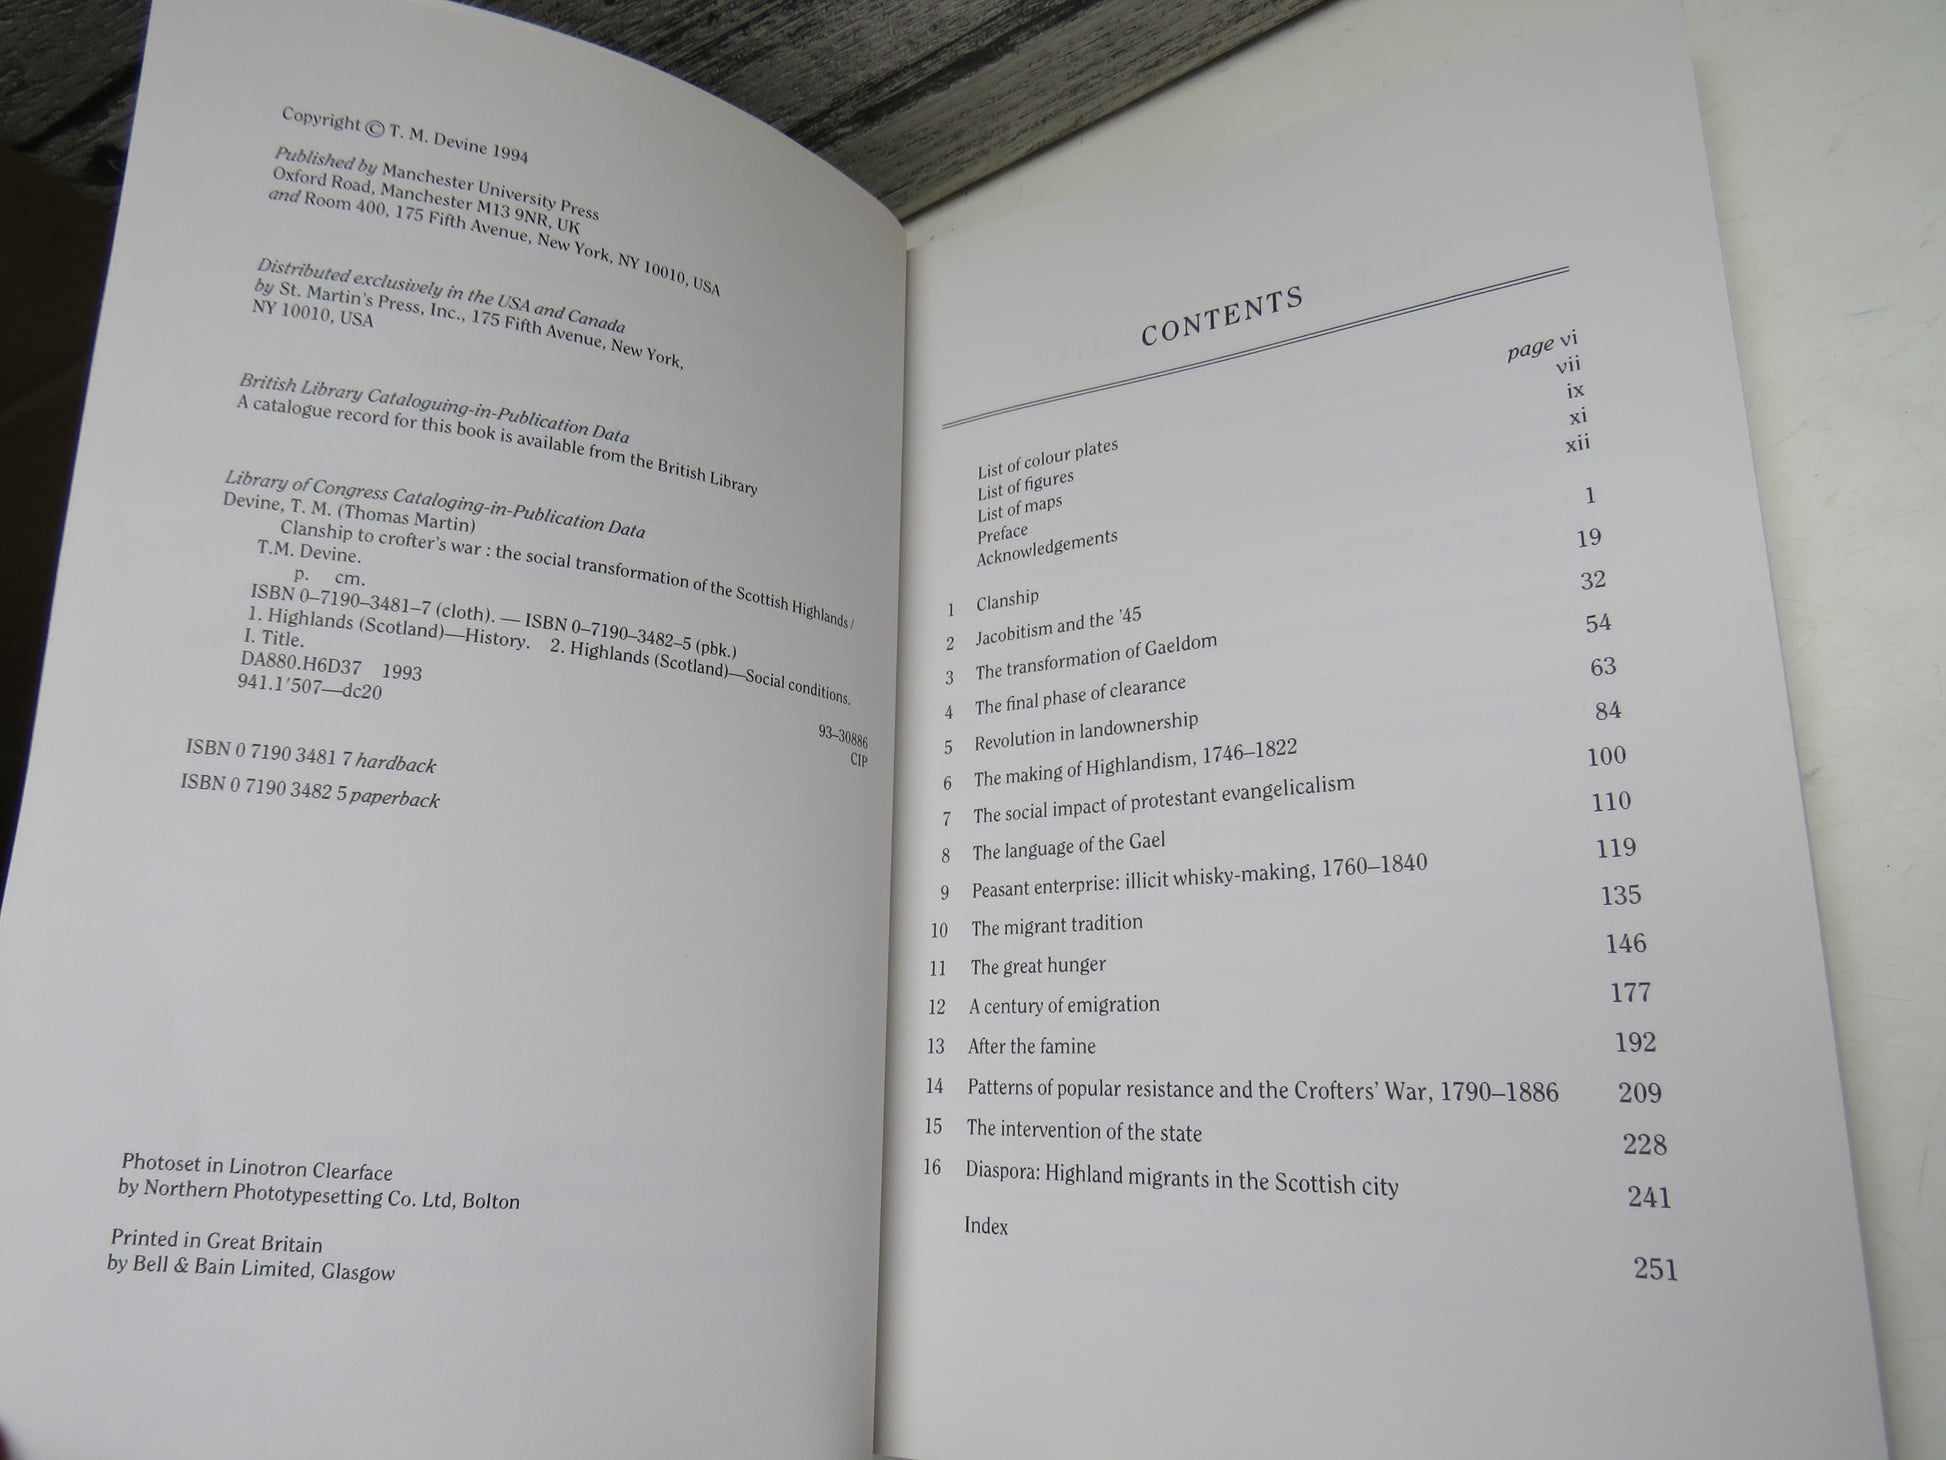 Copyright © T. M. Devine 1994
Published by Manchester University Press
Oxford Road, Manchester M13 9NR, UK
and Room 400, 175 Fifth Avenue, New York, NY 10010, USA
Distributed exclusively in the USA and Canada
by St. Martin's Press, Inc., 175 Fifth Avenue, New York,
NY 10010, USA
British Library Cataloguing-in-Publication Data
A catalogue record for this book is available from the British Library
Library of Congress Cataloging-in-Publication Data
Devine, T. M. (Thomas Martin)
Clanship to crofter's war : the social transformation of the Scottish Highlands /
T.M. Devine.
p. cm.
ISBN 0–7190–3481–7 (cloth). — ISBN 0–7190–3482–5 (pbk.)
1. Highlands (Scotland)—History. 2. Highlands (Scotland)—Social conditions.
I. Title.
DA880.H6D37 1993
941.1′507—dc20
93–30886
CIP
ISBN 0 7190 3481 7 hardback
ISBN 0 7190 3482 5 paperback
Photoset in Linotron Clearface
by Northern Phototypesetting Co. Ltd, Bolton
Printed in Great Britain
by Bell & Bain Limited, Glasgow
CONTENTS
List of colour plates page vi
List of figures vii
List of maps ix
Preface xi
Acknowledgements xii
1 Clanship 1
2 Jacobitism and the '45 19
3 The transformation of Gaeldom 32
4 The final phase of clearance 54
5 Revolution in landownership 63
6 The making of Highlandism, 1746–1822 84
7 The social impact of protestant evangelicalism 100
8 The language of the Gael 110
9 Peasant enterprise: illicit whisky-making, 1760–1840 119
10 The migrant tradition 135
11 The great hunger 146
12 A century of emigration 177
13 After the famine 192
14 Patterns of popular resistance and the Crofters' War, 1790–1886 209
15 The intervention of the state 228
16 Diaspora: Highland migrants in the Scottish city 241
Index 251